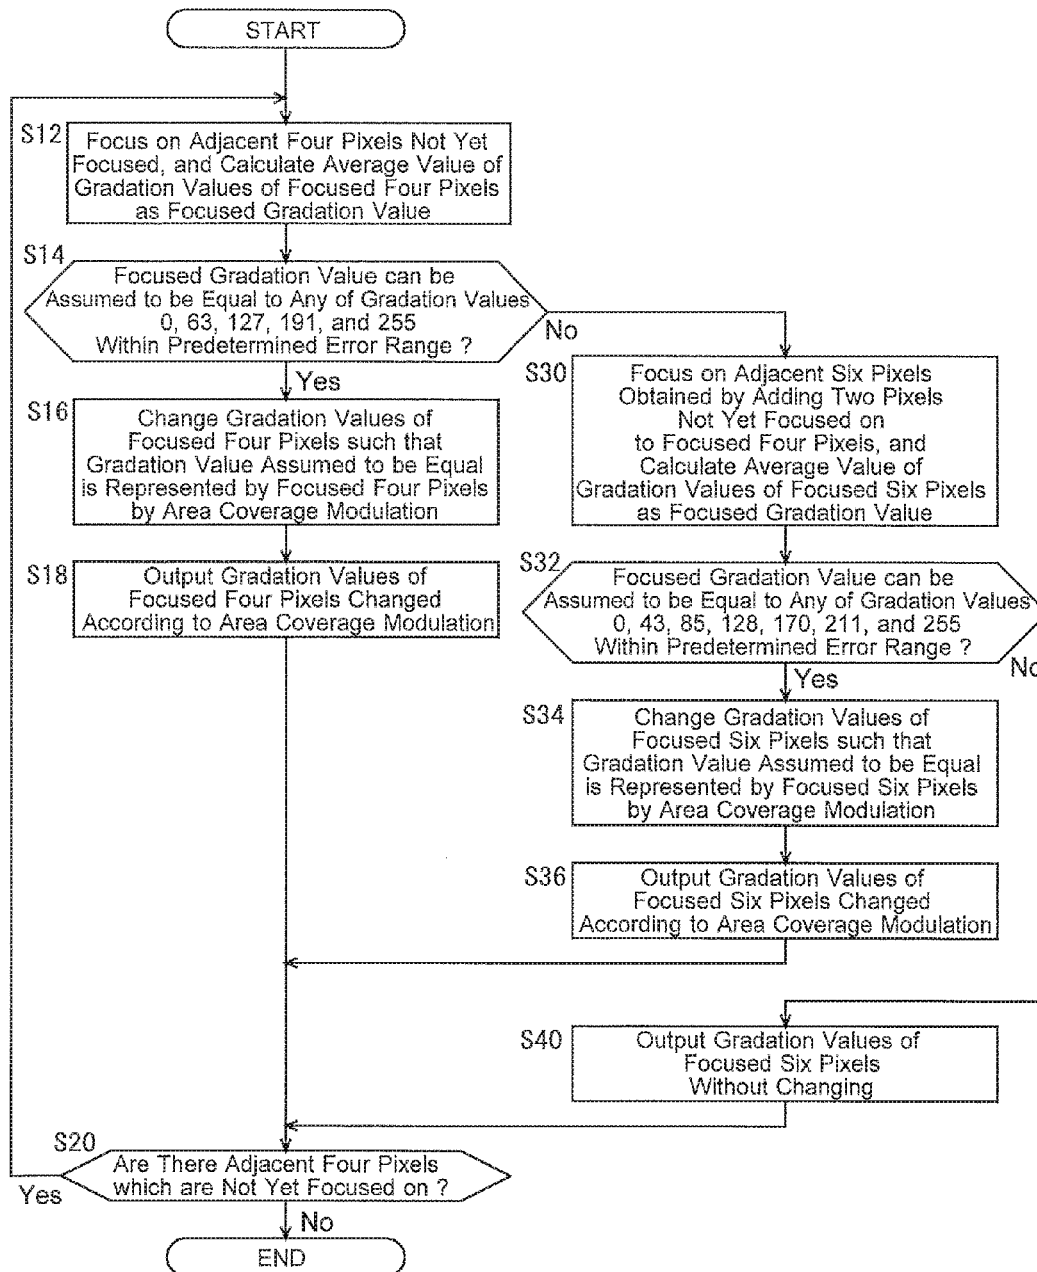 START
S12
Focus on Adjacent Four Pixels Not Yet
Focused, and Calculate Average Value of
Gradation Values of Focused Four Pixels
as Focused Gradation Value
S14
Focused Gradation Value can be
Assumed to be Equal to Any of Gradation Values
0, 63, 127, 191, and 255
Within Predetermined Error Range ?
No
Yes
S16
Change Gradation Values of
Focused Four Pixels such that
Gradation Value Assumed to be Equal
is Represented by Focused Four Pixels
by Area Coverage Modulation
S18
Output Gradation Values of
Focused Four Pixels Changed
According to Area Coverage Modulation
S30
Focus on Adjacent Six Pixels
Obtained by Adding Two Pixels
Not Yet Focused on
to Focused Four Pixels, and
Calculate Average Value of
Gradation Values of Focused Six Pixels
as Focused Gradation Value
S32
Focused Gradation Value can be
Assumed to be Equal to Any of Gradation Values
0, 43, 85, 128, 170, 211, and 255
Within Predetermined Error Range ?
No
Yes
S34
Change Gradation Values of
Focused Six Pixels such that
Gradation Value Assumed to be Equal
is Represented by Focused Six Pixels
by Area Coverage Modulation
S36
Output Gradation Values of
Focused Six Pixels Changed
According to Area Coverage Modulation
S40
Output Gradation Values of
Focused Six Pixels
Without Changing
S20
Are There Adjacent Four Pixels
which are Not Yet Focused on ?
Yes
No
END